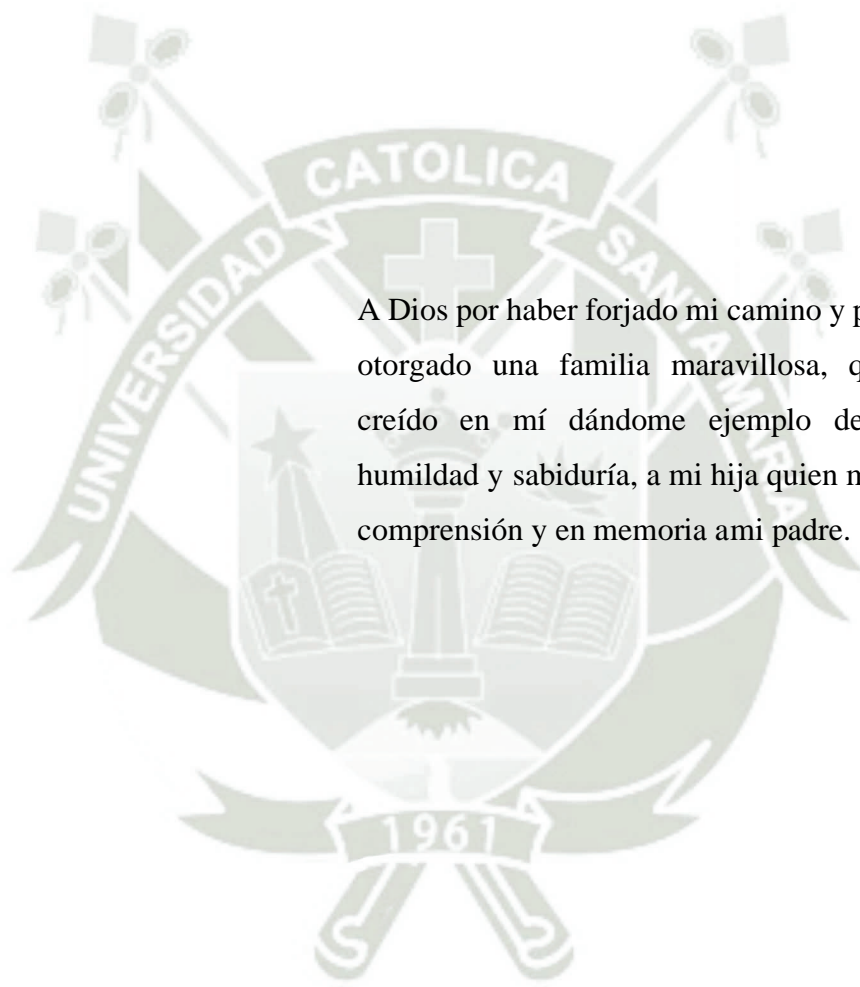 CATOLICA
UNIVERSIDAD
SANTA MARIA
A Dios por haber forjado mi camino y
otorgado una familia maravillosa,
creído en mí dándome ejemplo de
humildad y sabiduría, a mi hija quien
comprensión y en memoria ami padre.
1961